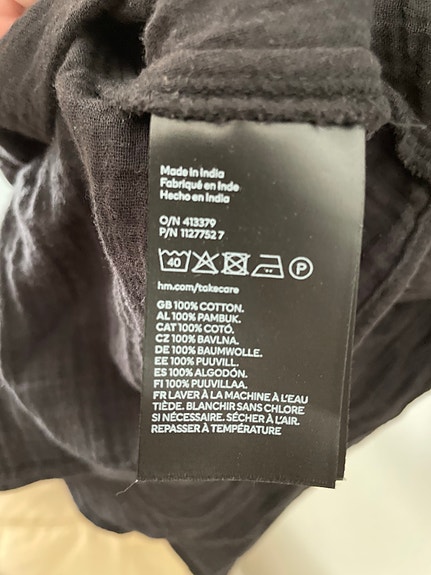 Made in India
Fabriqué en Inde
Hecho en India
O/N 413379
P/N 1127752 7
40 P
hm.com/takecare
GB 100% COTTON.
AL 100% PAMBUK.
CAT 100% COTÓ.
CZ 100% BAVLNA.
DE 100% BAUMWOLLE.
EE 100% PUUVILL.
ES 100% ALGODÓN.
FI 100% PUUVILLAA.
FR LAVER À LA MACHINE À L'EAU
TIÈDE. BLANCHIR SANS CHLORE
SI NÉCESSAIRE. SÉCHER À L'AIR.
REPASSER À TEMPÉRATURE